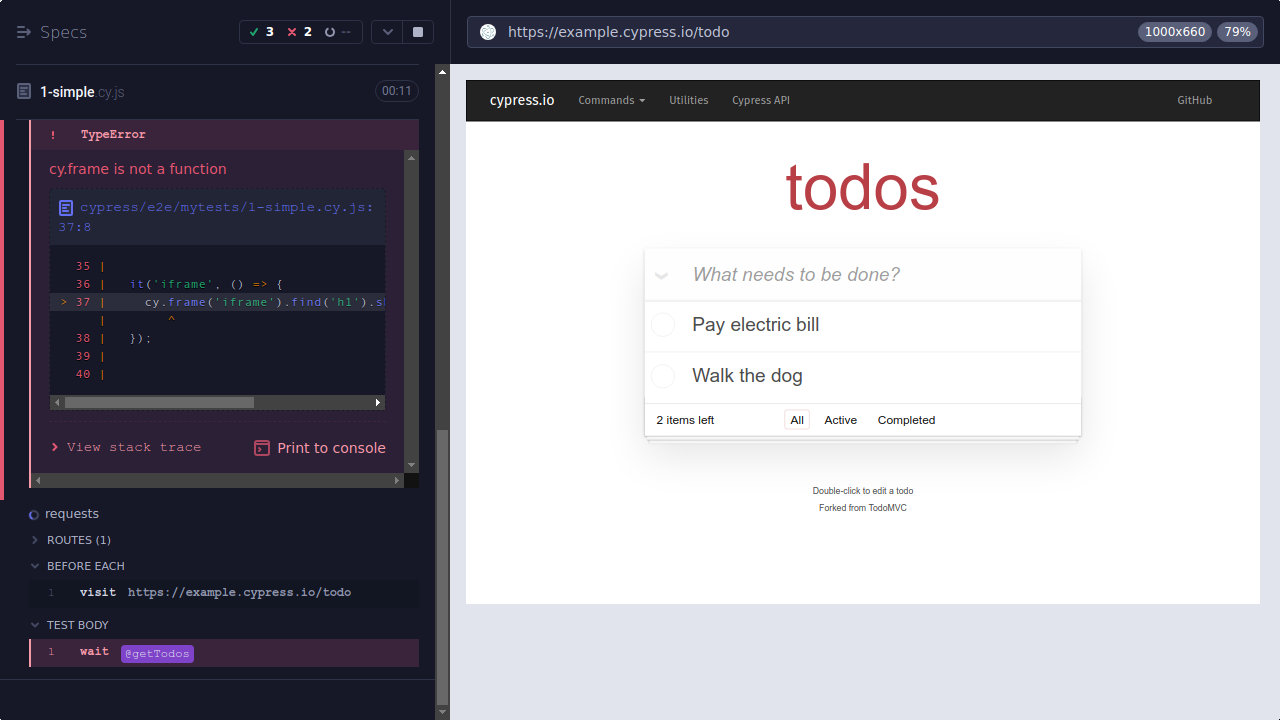 Specs
3 2 --
https://example.cypress.io/todo
1000x660 79%
1-simple cy.js
00:11
! TypeError
cy.frame is not a function
cypress/e2e/mytests/1-simple.cy.js:
37:8
35 |
36 | it('iframe', () => {
> 37 | cy.frame('iframe').find('h1').s
| ^
38 | });
39 |
40 |
View stack trace
Print to console
requests
ROUTES (1)
BEFORE EACH
1 visit https://example.cypress.io/todo
TEST BODY
1 wait @getTodos
cypress.io Commands Utilities Cypress API GitHub
todos
What needs to be done?
Pay electric bill
Walk the dog
2 items left All Active Completed
Double-click to edit a todo
Forked from TodoMVC